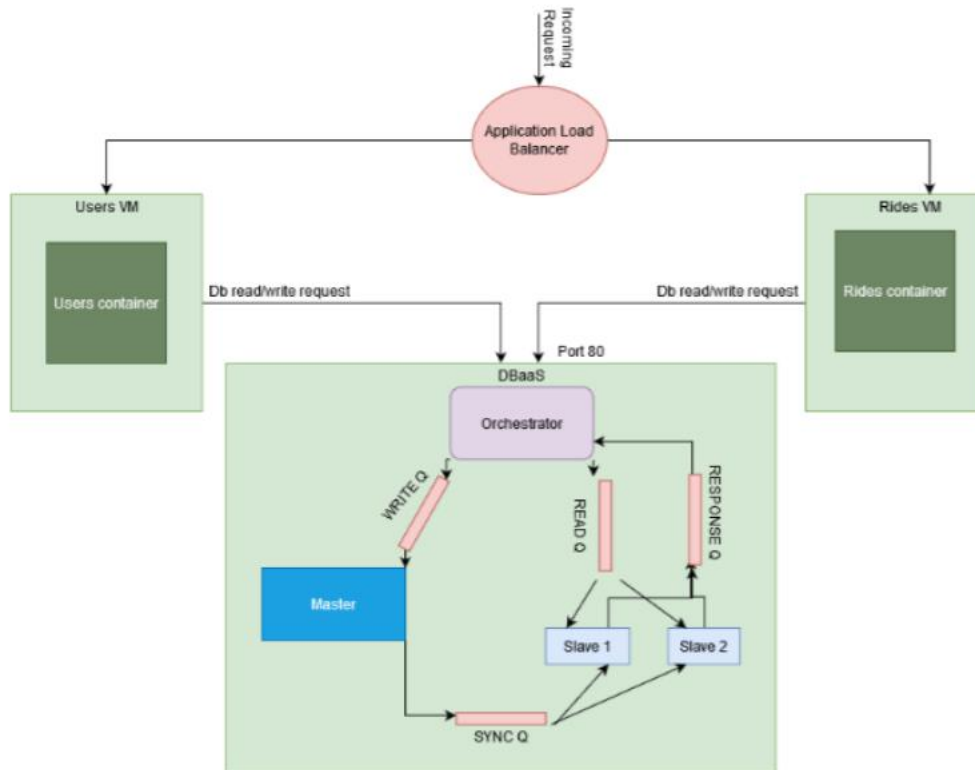 Incoming
Request
Application Load
Balancer
Users VM
Rides VM
Users container
Rides container
Db read/write request
Db read/write request
Port 80
DBaaS
Orchestrator
WRITE Q
READ Q
RESPONSE Q
Master
Slave 1
Slave 2
SYNC Q